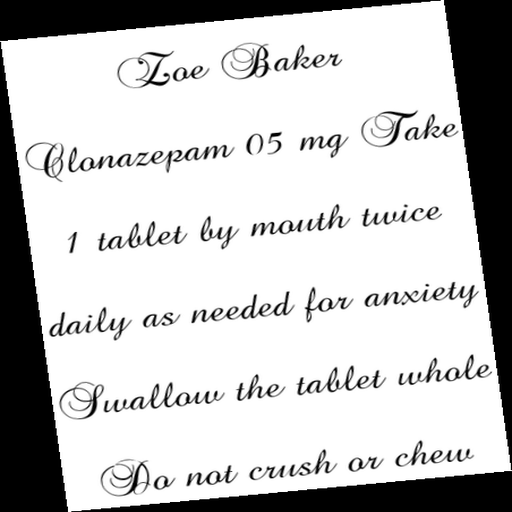 Zoe Baker
Clonazepam 05 mg Take
1 tablet by mouth twice
daily as needed for anxiety
Swallow the tablet whole
Do not crush or chew